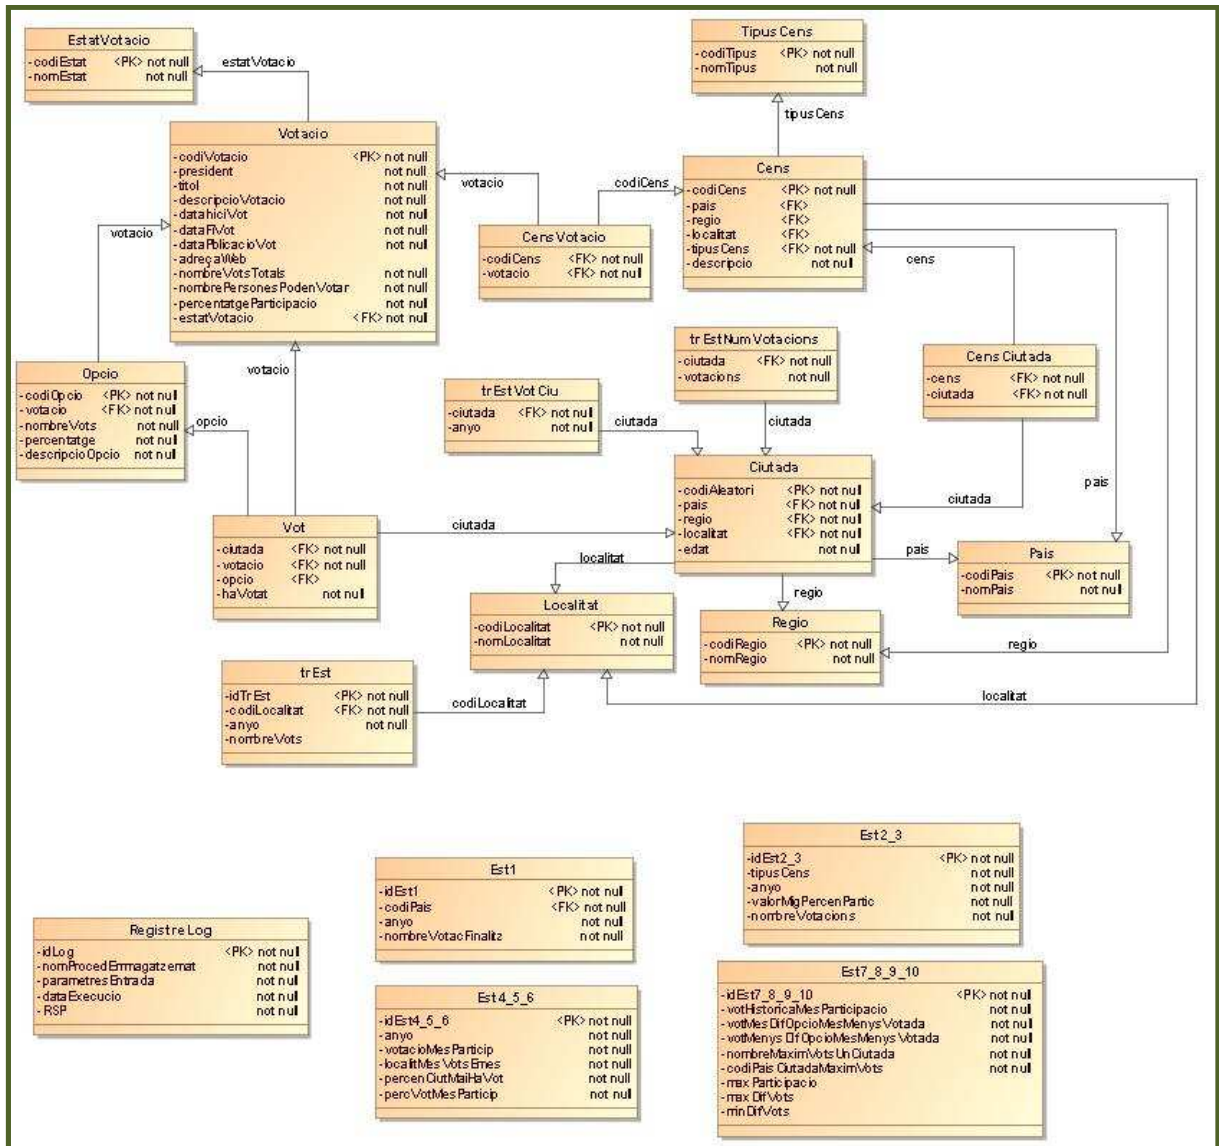 EstatVotacio
-codiEstat <PK> not null
-nomEstat not null
estatVotacio
TipusCens
-codiTipus <PK> not null
-nomTipus not null
tipusCens
Votacio
-codiVotacio <PK> not null
-president not null
-titol not null
-descripcioVotacio not null
-dataIniciVot not null
-dataFiVot not null
-dataPblicacioVot not null
-adreçaWeb
-nombreVotsTotals not null
-nombrePersonesPodenVotar not null
-percentatgeParticipacio not null
-estatVotacio <FK> not null
votacio
codiCens
Cens
-codiCens <PK> not null
-pais <FK>
-regio <FK>
-localitat <FK>
-tipusCens <FK> not null
-descripcio not null
votacio
CensVotacio
-codiCens <FK> not null
-votacio <FK> not null
cens
trEstNumVotacions
-ciutada <FK> not null
-votacions not null
CensCiutada
-cens <FK> not null
-ciutada <FK> not null
Opcio
-codiOpcio <PK> not null
-votacio <FK> not null
-nombreVots not null
-percentatge not null
-descripcioOpcio not null
votacio
trEstVotCiu
-ciutada <FK> not null
-anyo not null
opcio
ciutada
ciutada
Ciutada
-codiAleatori <PK> not null
-pais <FK> not null
-regio <FK> not null
-localitat <FK> not null
-edat not null
ciutada
pais
Vot
-ciutada <FK> not null
-votacio <FK> not null
-opcio <FK>
-haVotat not null
ciutada
localitat
pais
Pais
-codiPais <PK> not null
-nomPais not null
regio
Localitat
-codiLocalitat <PK> not null
-nomLocalitat not null
Regio
-codiRegio <PK> not null
-nomRegio not null
regio
trEst
-idTrEst <PK> not null
-codiLocalitat <FK> not null
-anyo not null
-nombreVots
codiLocalitat
localitat
Est2_3
-idEst2_3 <PK> not null
-tipusCens not null
-anyo not null
-valorMigPercenPartic not null
-nombreVotacions not null
Est1
-idEst1 <PK> not null
-codiPais <FK> not null
-anyo not null
-nombreVotacFinalitz not null
RegistreLog
-idLog <PK> not null
-nomProcedEmmagatzemat not null
-parametresEntrada not null
-dataExecucio not null
-RSP not null
Est7_8_9_10
-idEst7_8_9_10 <PK> not null
-votHistoricaMesParticipacio not null
-votMesDifOpcioMesMenysVotada not null
-votMenysDifOpcioMesMenysVotada not null
-nombreMaximVotsUnCiutada not null
-codiPaisCiutadaMaximVots not null
-maxParticipacio
-maxDifVots
-minDifVots
Est4_5_6
-idEst4_5_6 <PK> not null
-anyo not null
-votacioMesParticip not null
-localitMesVotsEmes not null
-percenCiutMaiHaVot not null
-percVotMesParticip not null